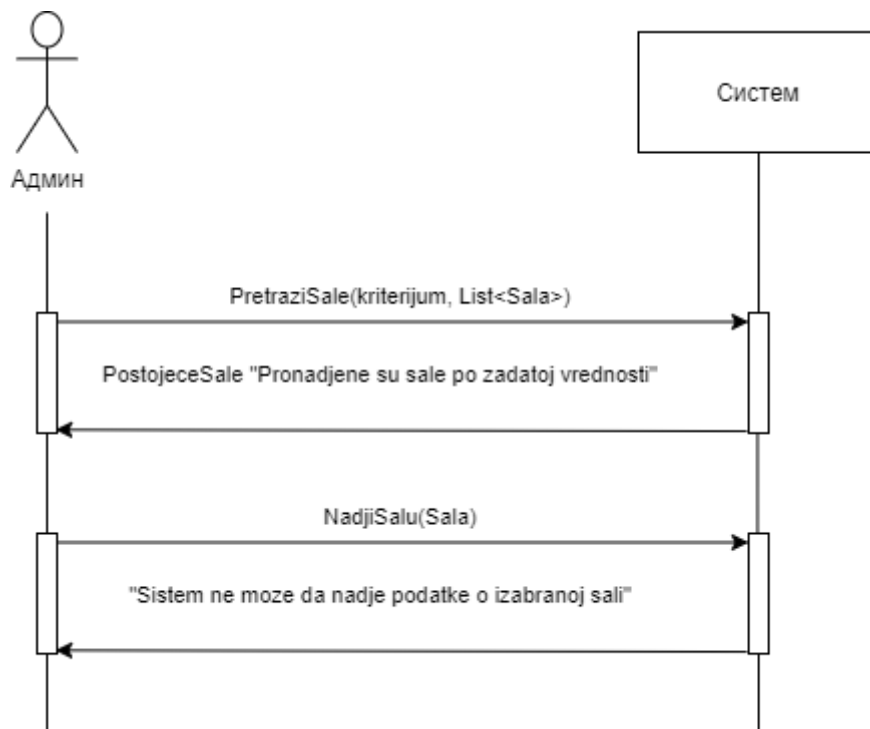 Админ
Систем
PretraziSale(kriterijum, List<Sala>)
PostojeceSale "Pronadjene su sale po zadatoj vrednosti"
NadjiSalu(Sala)
"Sistem ne moze da nadje podatke o izabranoj sali"